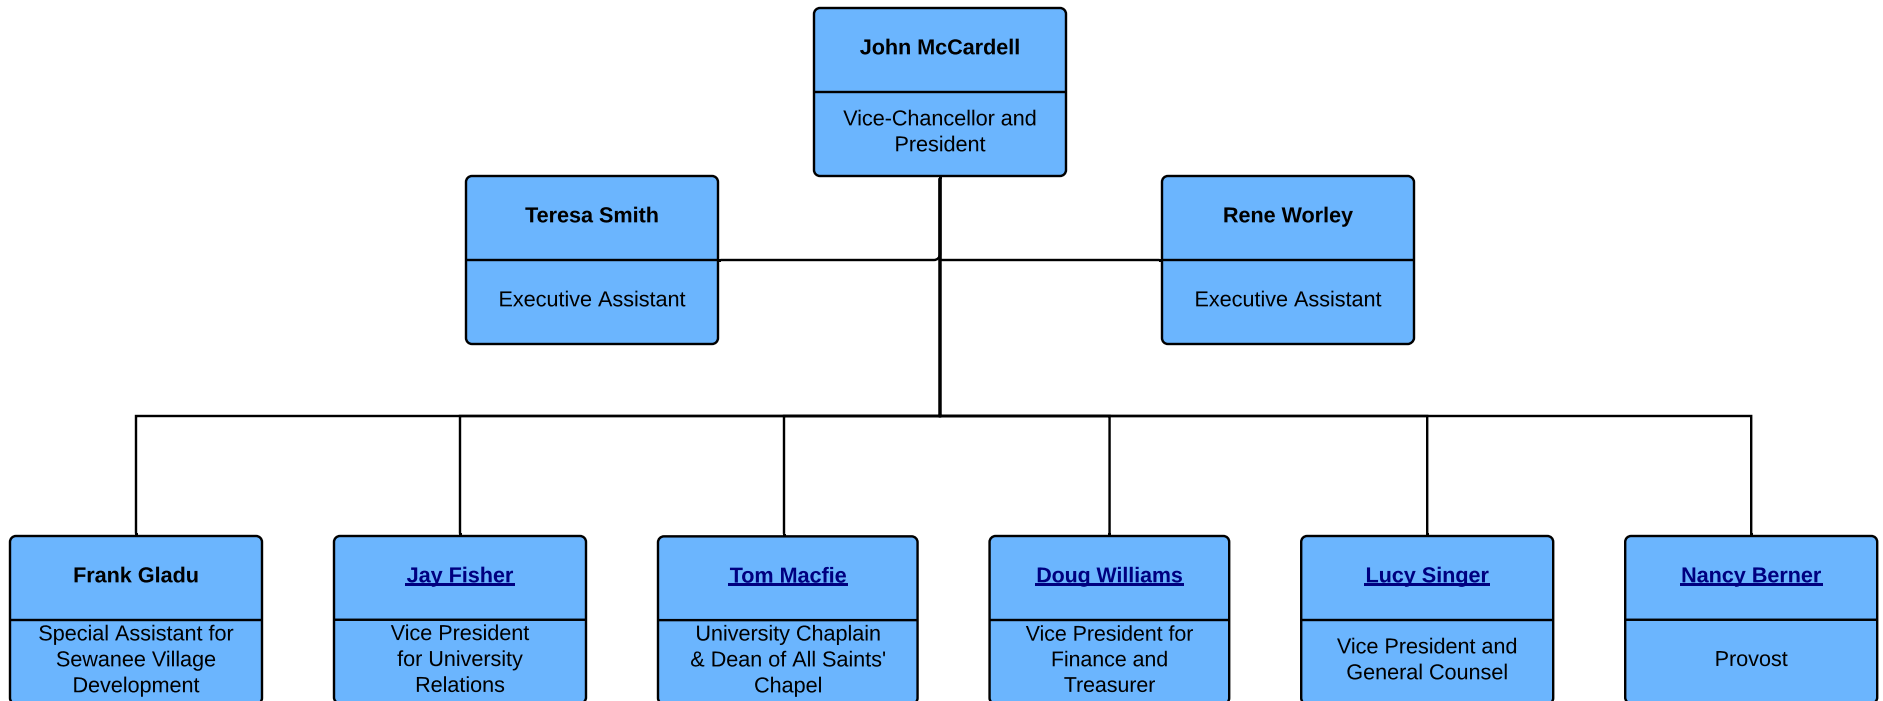 John McCardell
Vice-Chancellor and
President
Teresa Smith
Executive Assistant
Rene Worley
Executive Assistant
Frank Gladu
Special Assistant for
Sewanee Village
Development
Jay Fisher
Vice President
for University
Relations
Tom Macfie
University Chaplain
& Dean of All Saints'
Chapel
Doug Williams
Vice President for
Finance and
Treasurer
Lucy Singer
Vice President and
General Counsel
Nancy Berner
Provost